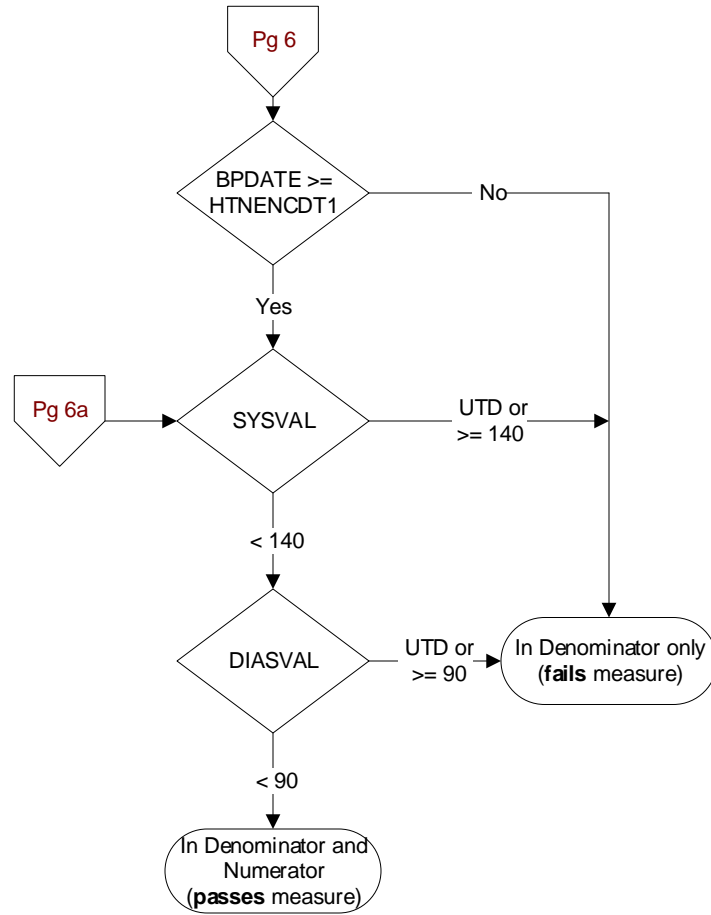 Pg 6
BPDATE >=
HTNENCDT1
No
Yes
Pg 6a
SYSVAL
UTD or
>= 140
< 140
DIASVAL
UTD or
>= 90
In Denominator only
(fails measure)
< 90
In Denominator and
Numerator
(passes measure)